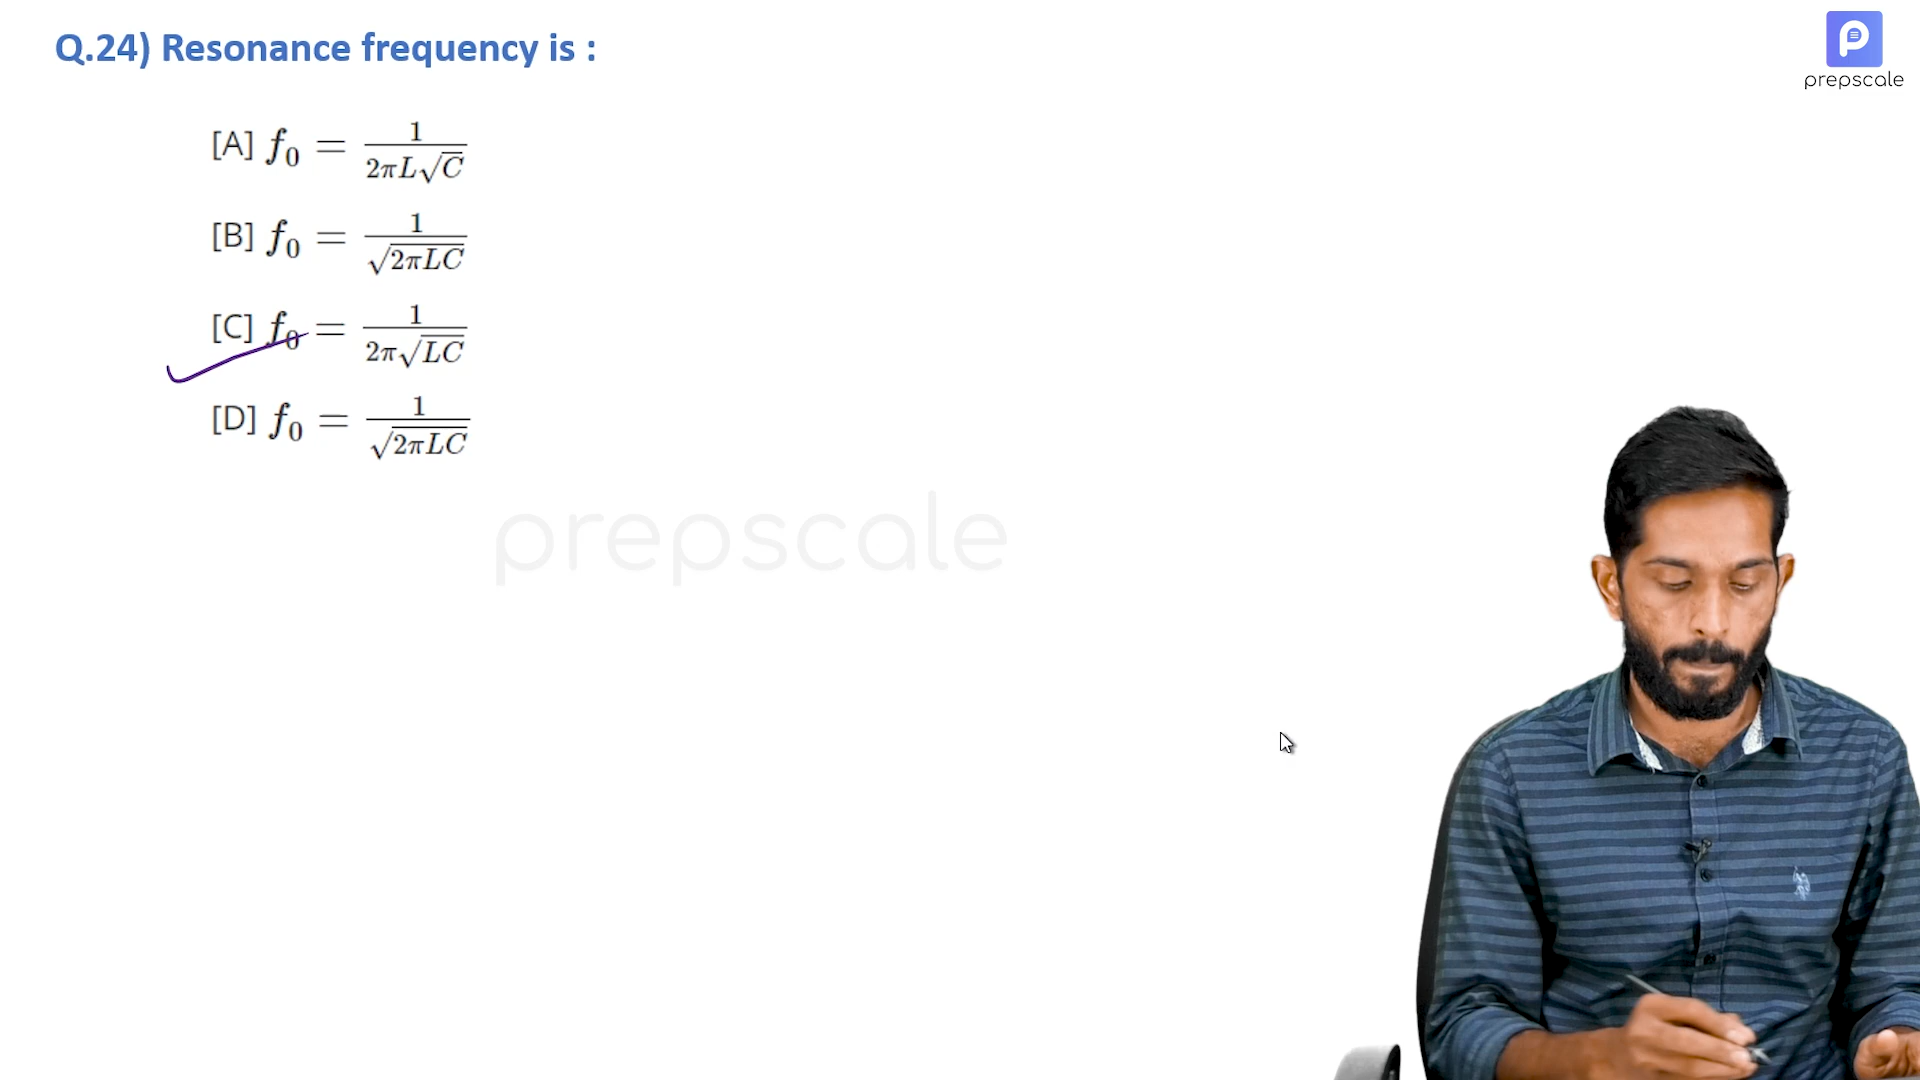 Q.24) Resonance frequency is :
prepscale
[A] f₀ = 1 / 2πL√C
[B] f₀ = 1 / √2πLC
[C] f₀ = 1 / 2π√LC
[D] f₀ = 1 / √2πLC
prepscale